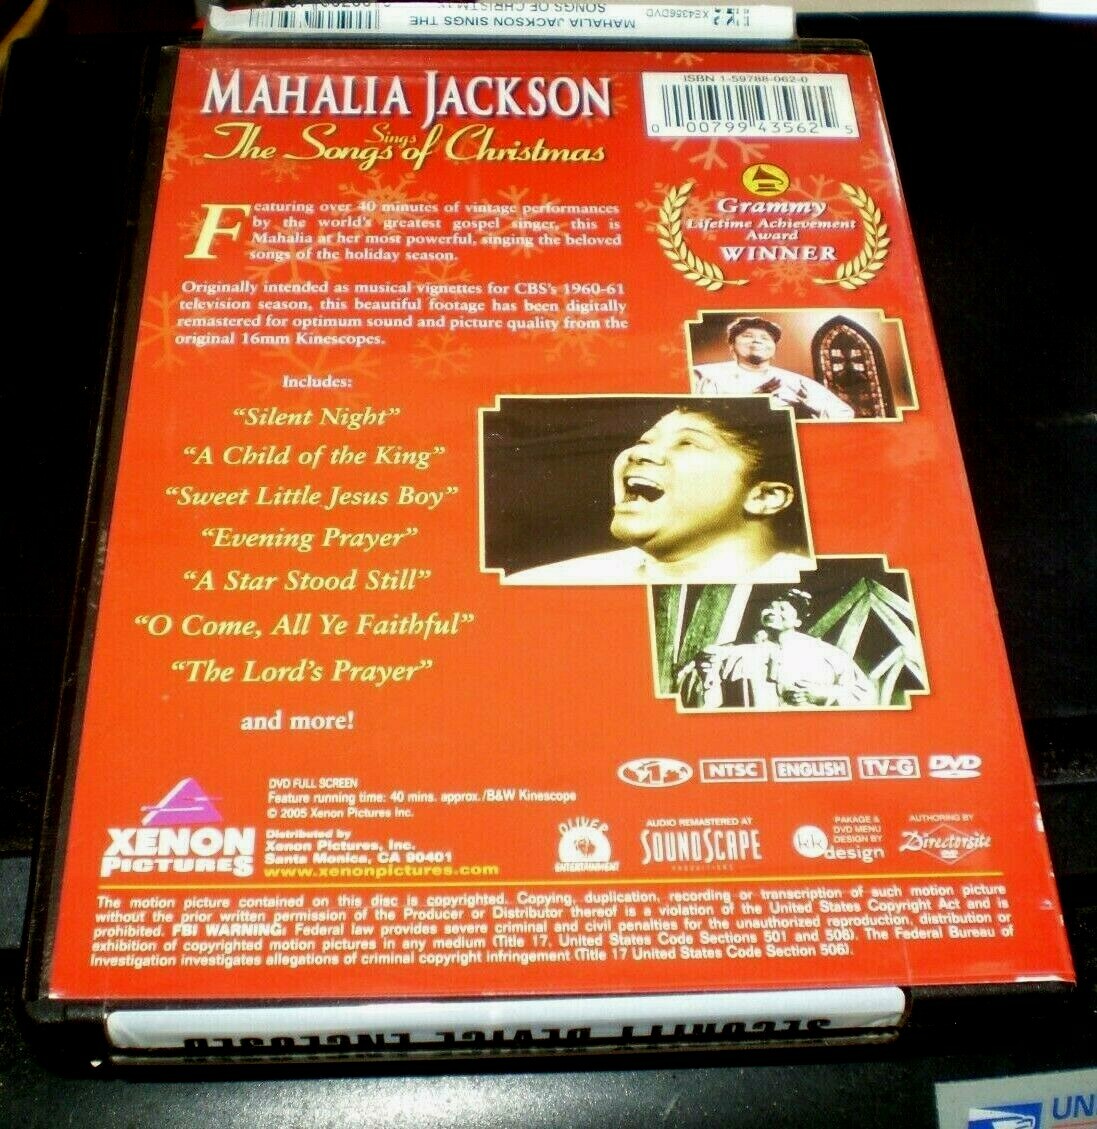 MAHALIA JACKSON SINGS THE
SONGS OF CHRISTMAS
XE4356DVD
MAHALIA JACKSON
Sings
The Songs of Christmas
ISBN 1-59788-062-0
0 00799 43562 5
Featuring over 40 minutes of vintage performances
by the world's greatest gospel singer, this is
Mahalia at her most powerful, singing the beloved
songs of the holiday season.
Grammy
Lifetime Achievement
Award
WINNER
Originally intended as musical vignettes for CBS's 1960-61
television season, this beautiful footage has been digitally
remastered for optimum sound and picture quality from the
original 16mm Kinescopes.
Includes:
"Silent Night"
"A Child of the King"
"Sweet Little Jesus Boy"
"Evening Prayer"
"A Star Stood Still"
"O Come, All Ye Faithful"
"The Lord's Prayer"
and more!
1 NTSC ENGLISH TV-G DVD
XENON
PICTURES
DVD FULL SCREEN
Feature running time: 40 mins. approx./B&W Kinescope
© 2005 Xenon Pictures Inc.
Distributed by
Xenon Pictures, Inc.
Santa Monica, CA 90401
www.xenonpictures.com
OLIVER
ENTERTAINMENT
AUDIO REMASTERED AT
SOUNDSCAPE
PRODUCTIONS
kk
PAKAGE &
DVD MENU
DESIGN BY
design
AUTHORING BY
Directorsite
DVD
The motion picture contained on this disc is copyrighted. Copying, duplication, recording or transcription of such motion picture
without the prior written permission of the Producer or Distributor thereof is a violation of the United States Copyright Act and is
prohibited. FBI WARNING: Federal law provides severe criminal and civil penalties for the unauthorized reproduction, distribution or
exhibition of copyrighted motion pictures in any medium (Title 17, United States Code Sections 501 and 506). The Federal Bureau of
Investigation investigates allegations of criminal copyright infringement (Title 17 United States Code Section 506).
SECURITY DEVICE ENCLOSED
UN